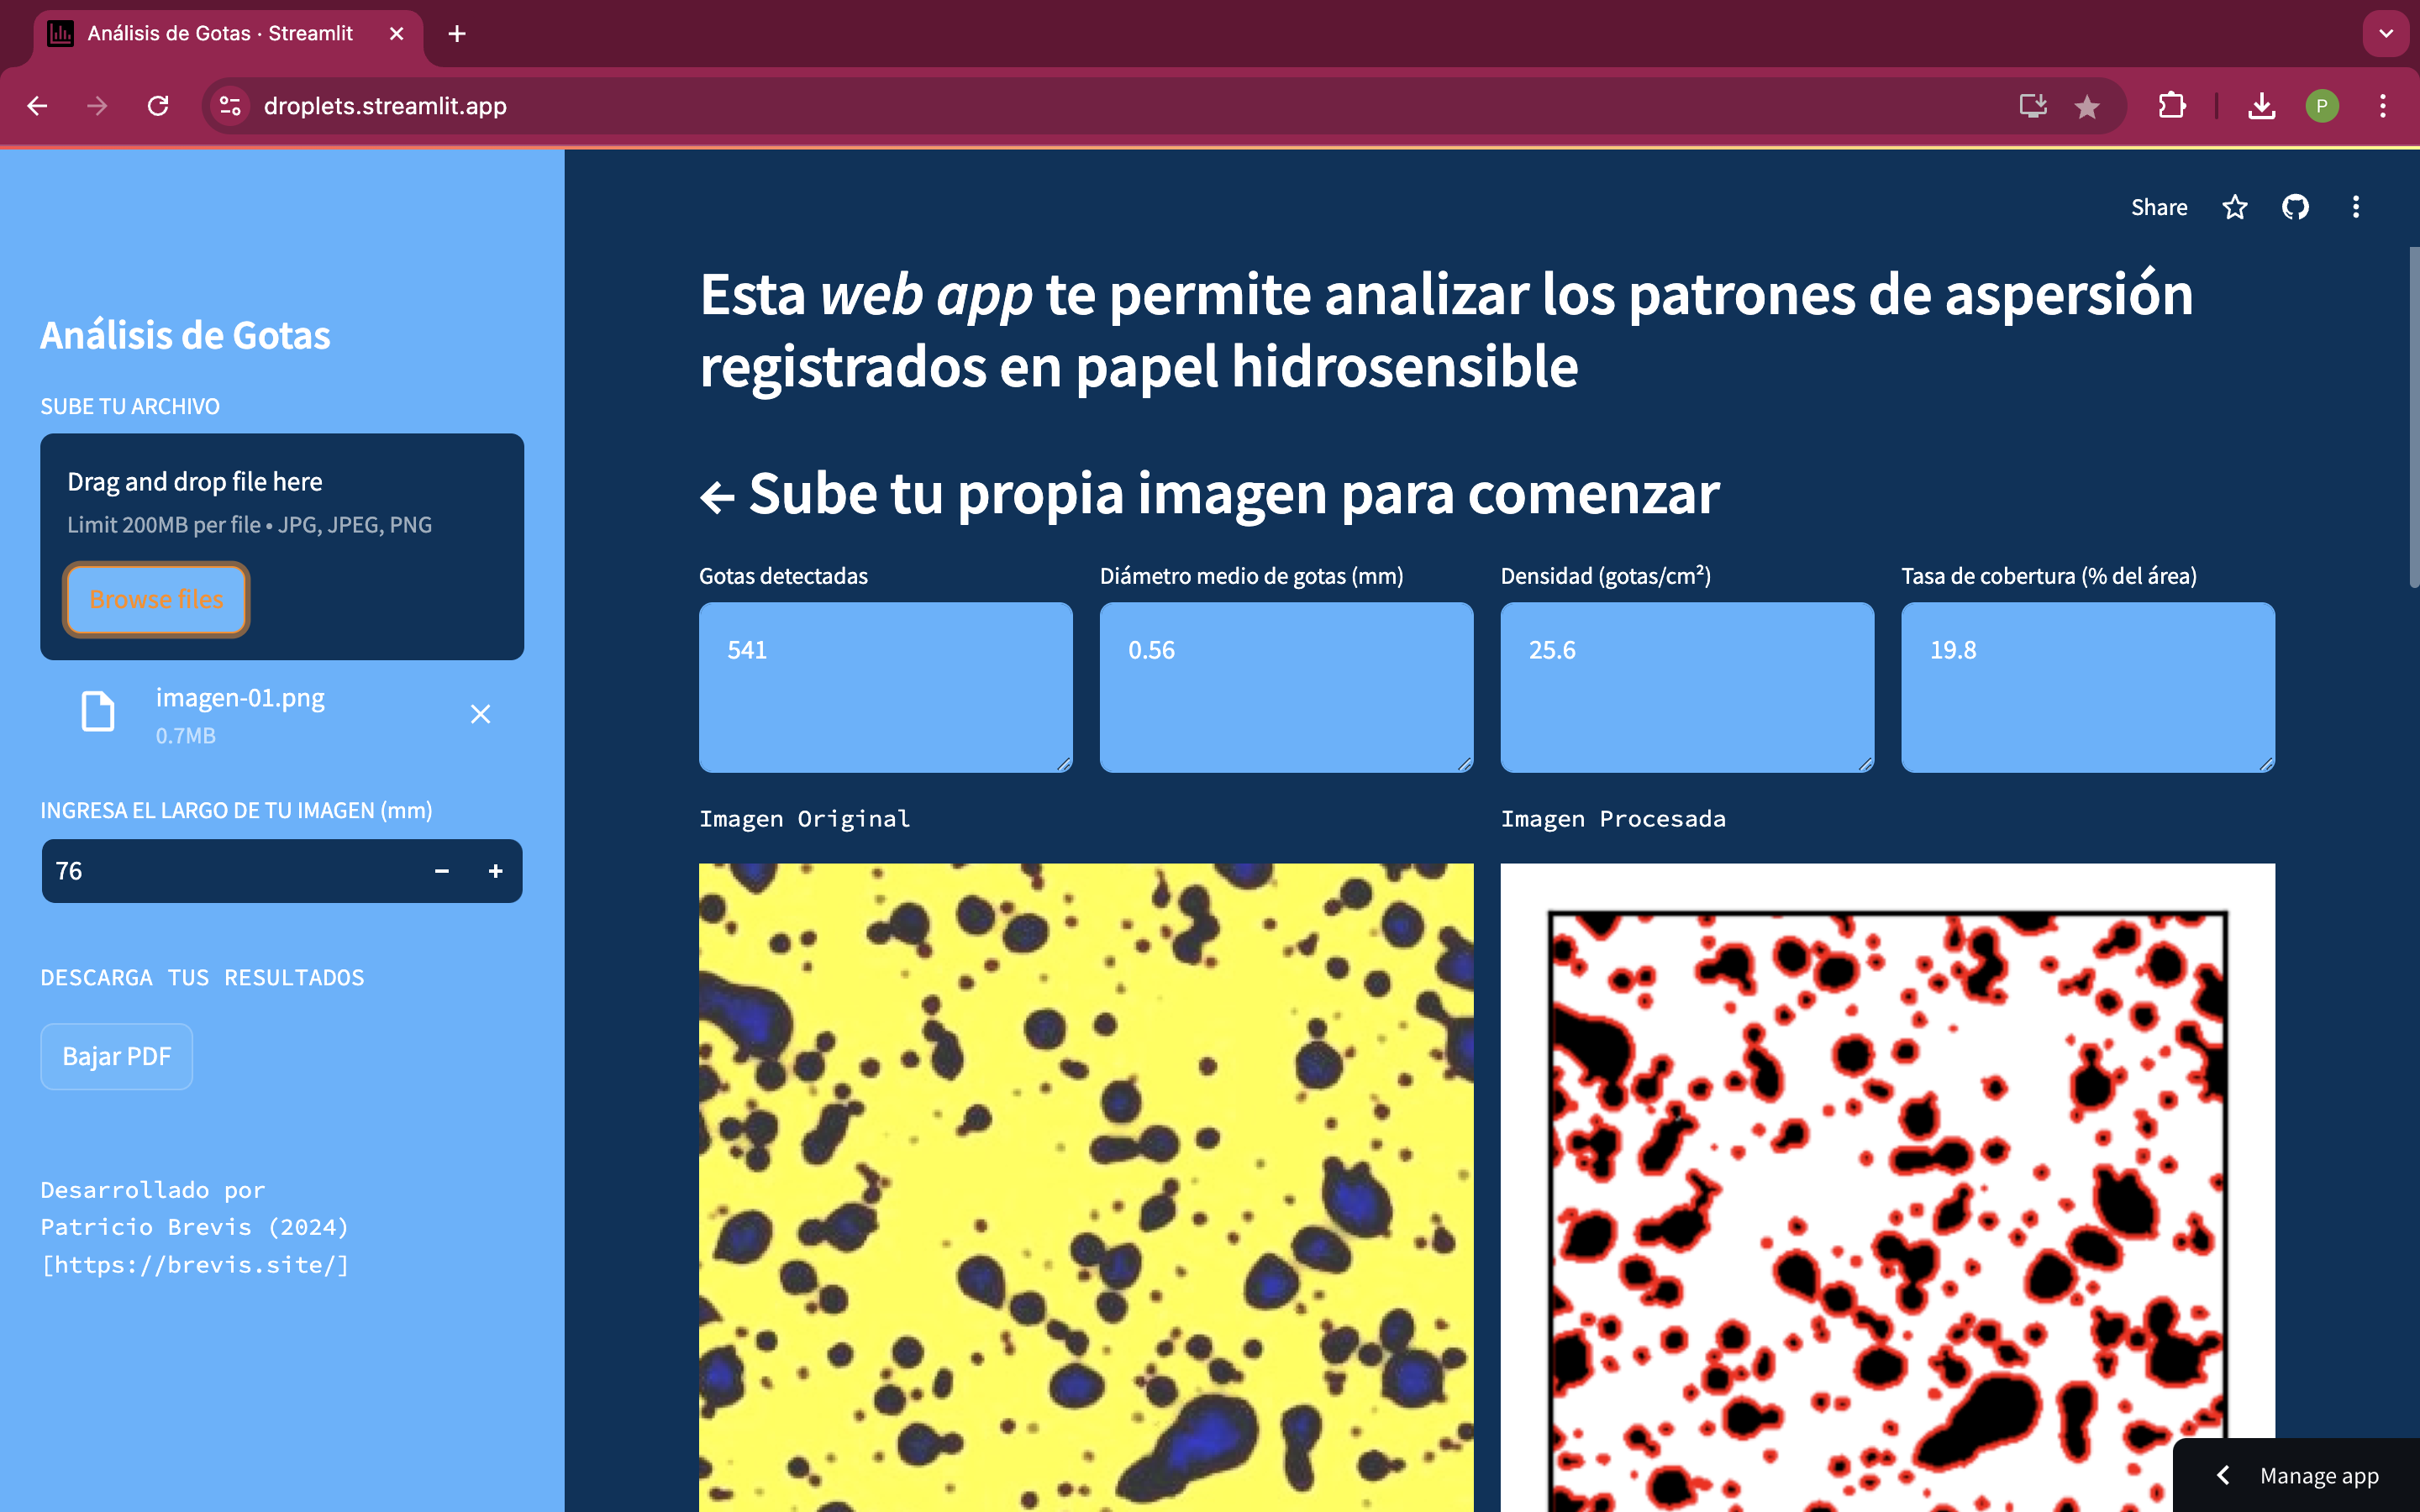 Análisis de Gotas · Streamlit
droplets.streamlit.app
P
Share
Análisis de Gotas
SUBE TU ARCHIVO
Drag and drop file here
Limit 200MB per file • JPG, JPEG, PNG
Browse files
imagen-01.png
0.7MB
INGRESA EL LARGO DE TU IMAGEN (mm)
76
DESCARGA TUS RESULTADOS
Bajar PDF
Desarrollado por
Patricio Brevis (2024)
[https://brevis.site/]
Esta web app te permite analizar los patrones de aspersión
registrados en papel hidrosensible
← Sube tu propia imagen para comenzar
Gotas detectadas
541
Diámetro medio de gotas (mm)
0.56
Densidad (gotas/cm²)
25.6
Tasa de cobertura (% del área)
19.8
Imagen Original
Imagen Procesada
Manage app